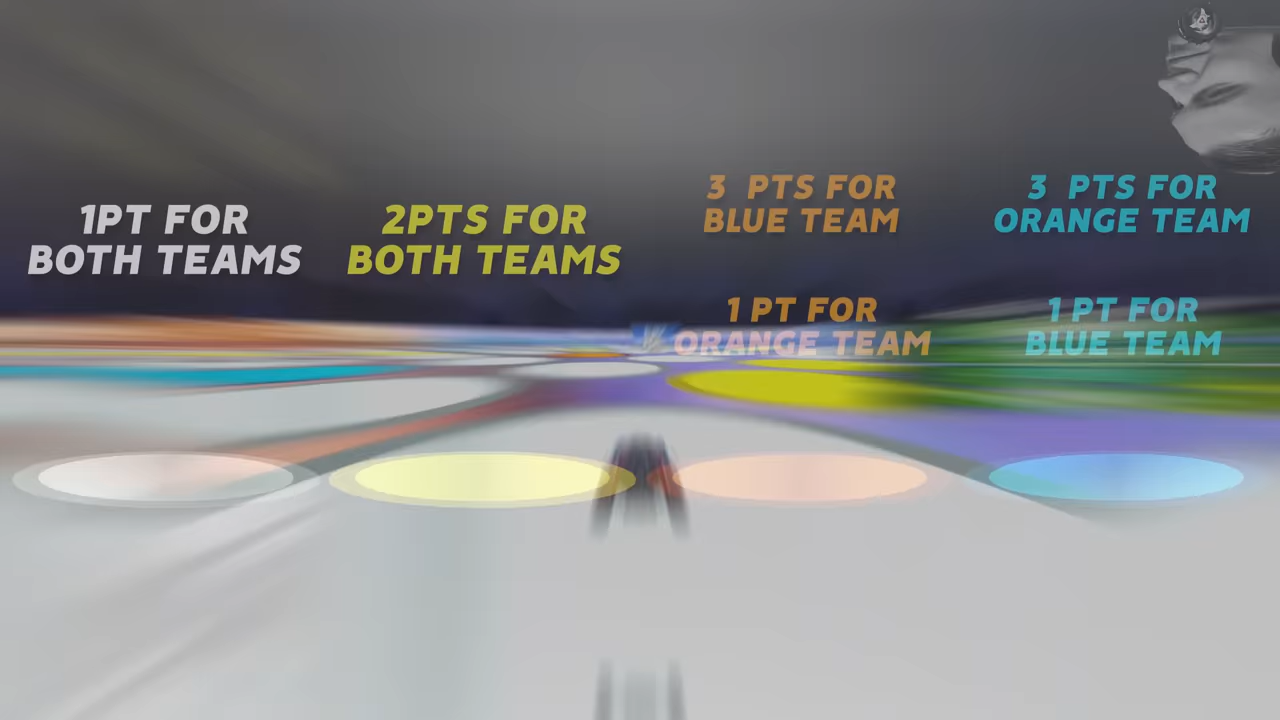 1PT FOR
BOTH TEAMS
2PTS FOR
BOTH TEAMS
3 PTS FOR
BLUE TEAM
1 PT FOR
ORANGE TEAM
3 PTS FOR
ORANGE TEAM
1 PT FOR
BLUE TEAM